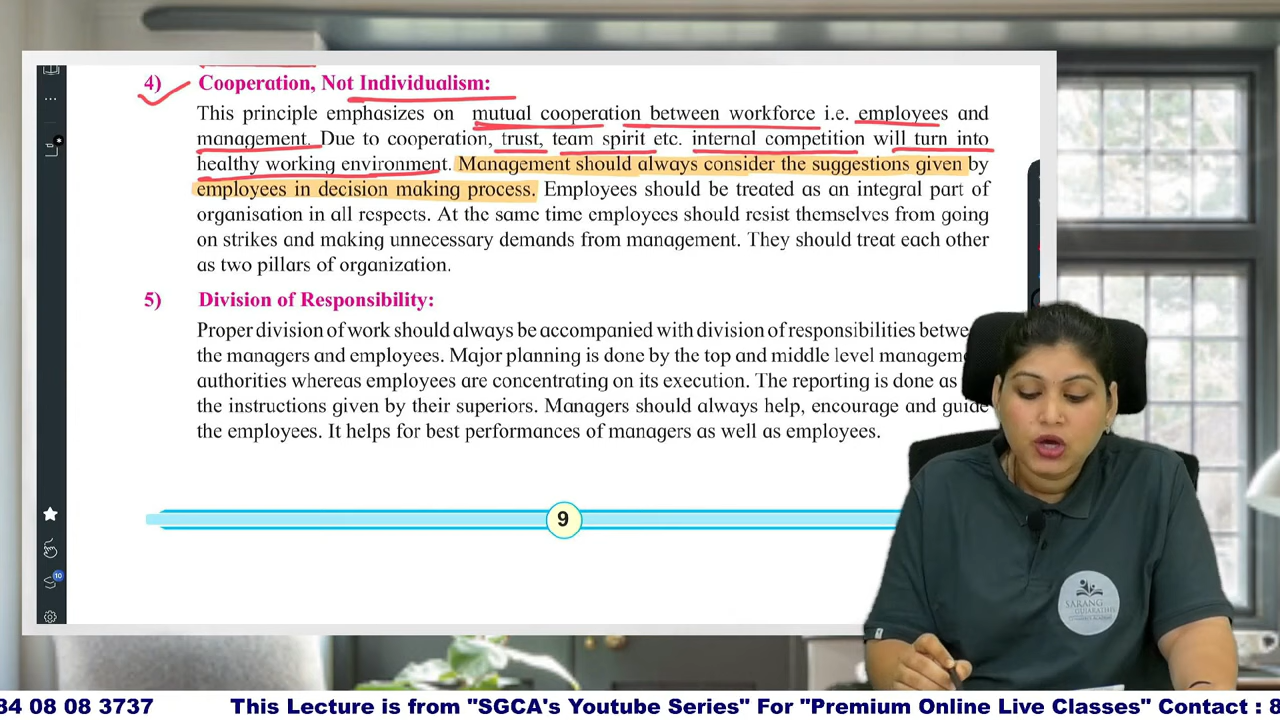 4) Cooperation, Not Individualism:
This principle emphasizes on mutual cooperation between workforce i.e. employees and
management. Due to cooperation, trust, team spirit etc. internal competition will turn into
healthy working environment. Management should always consider the suggestions given by
employees in decision making process. Employees should be treated as an integral part of
organisation in all respects. At the same time employees should resist themselves from going
on strikes and making unnecessary demands from management. They should treat each other
as two pillars of organization.
5) Division of Responsibility:
Proper division of work should always be accompanied with division of responsibilities betwe
the managers and employees. Major planning is done by the top and middle level managem
authorities whereas employees are concentrating on its execution. The reporting is done as
the instructions given by their superiors. Managers should always help, encourage and guide
the employees. It helps for best performances of managers as well as employees.
9
10
SARANG
84 08 08 3737 This Lecture is from "SGCA's Youtube Series" For "Premium Online Live Classes" Contact : 8